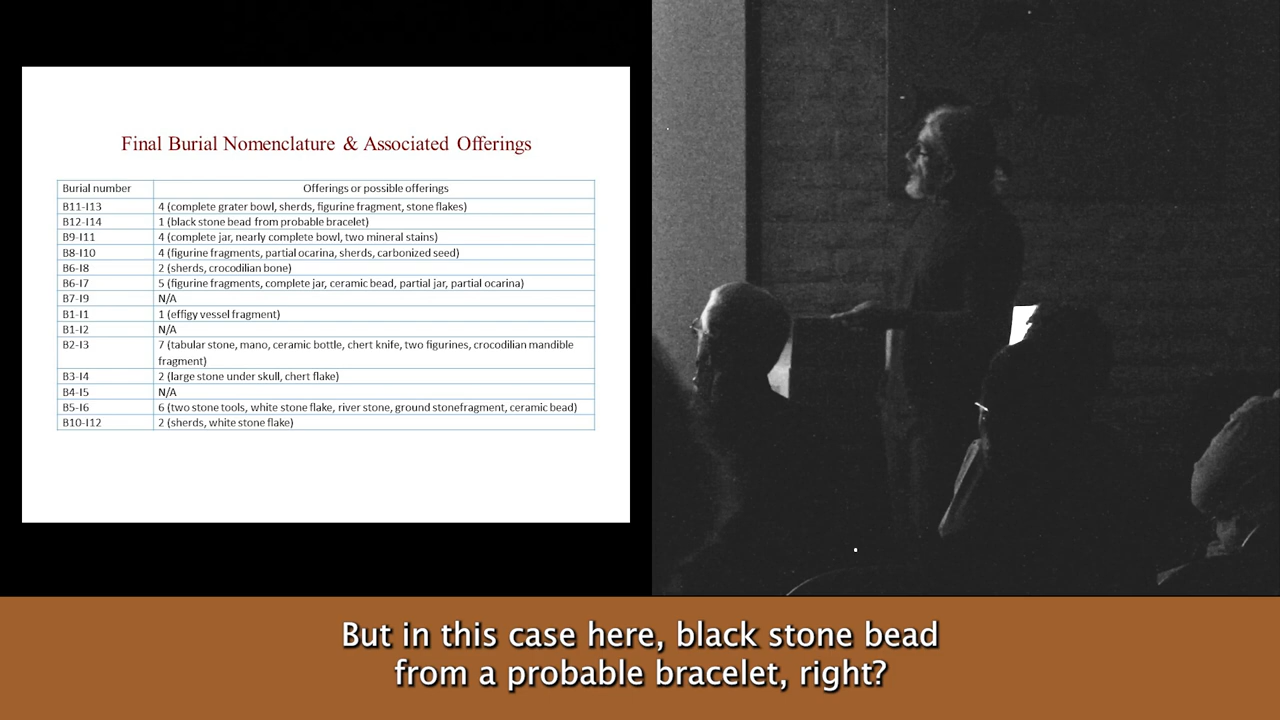 Final Burial Nomenclature & Associated Offerings
Burial number Offerings or possible offerings
B11-I13 4 (complete grater bowl, sherds, figurine fragment, stone flakes)
B12-I14 1 (black stone bead from probable bracelet)
B9-I11 4 (complete jar, nearly complete bowl, two mineral stains)
B8-I10 4 (figurine fragments, partial ocarina, sherds, carbonized seed)
B6-I8 2 (sherds, crocodilian bone)
B6-I7 5 (figurine fragments, complete jar, ceramic bead, partial jar, partial ocarina)
B7-I9 N/A
B1-I1 1 (effigy vessel fragment)
B1-I2 N/A
B2-I3 7 (tabular stone, mano, ceramic bottle, chert knife, two figurines, crocodilian mandible
fragment)
B3-I4 2 (large stone under skull, chert flake)
B4-I5 N/A
B5-I6 6 (two stone tools, white stone flake, river stone, ground stonefragment, ceramic bead)
B10-I12 2 (sherds, white stone flake)
But in this case here, black stone bead
from a probable bracelet, right?